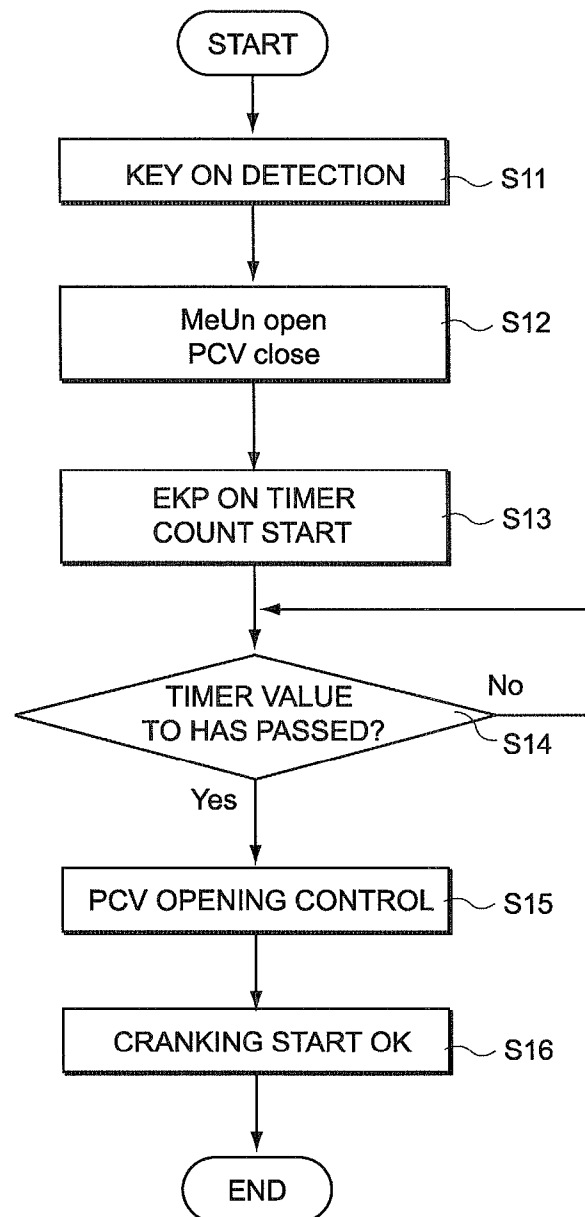 START
KEY ON DETECTION
S11
MeUn open
PCV close
S12
EKP ON TIMER
COUNT START
S13
TIMER VALUE
TO HAS PASSED?
No
S14
Yes
PCV OPENING CONTROL
S15
CRANKING START OK
S16
END